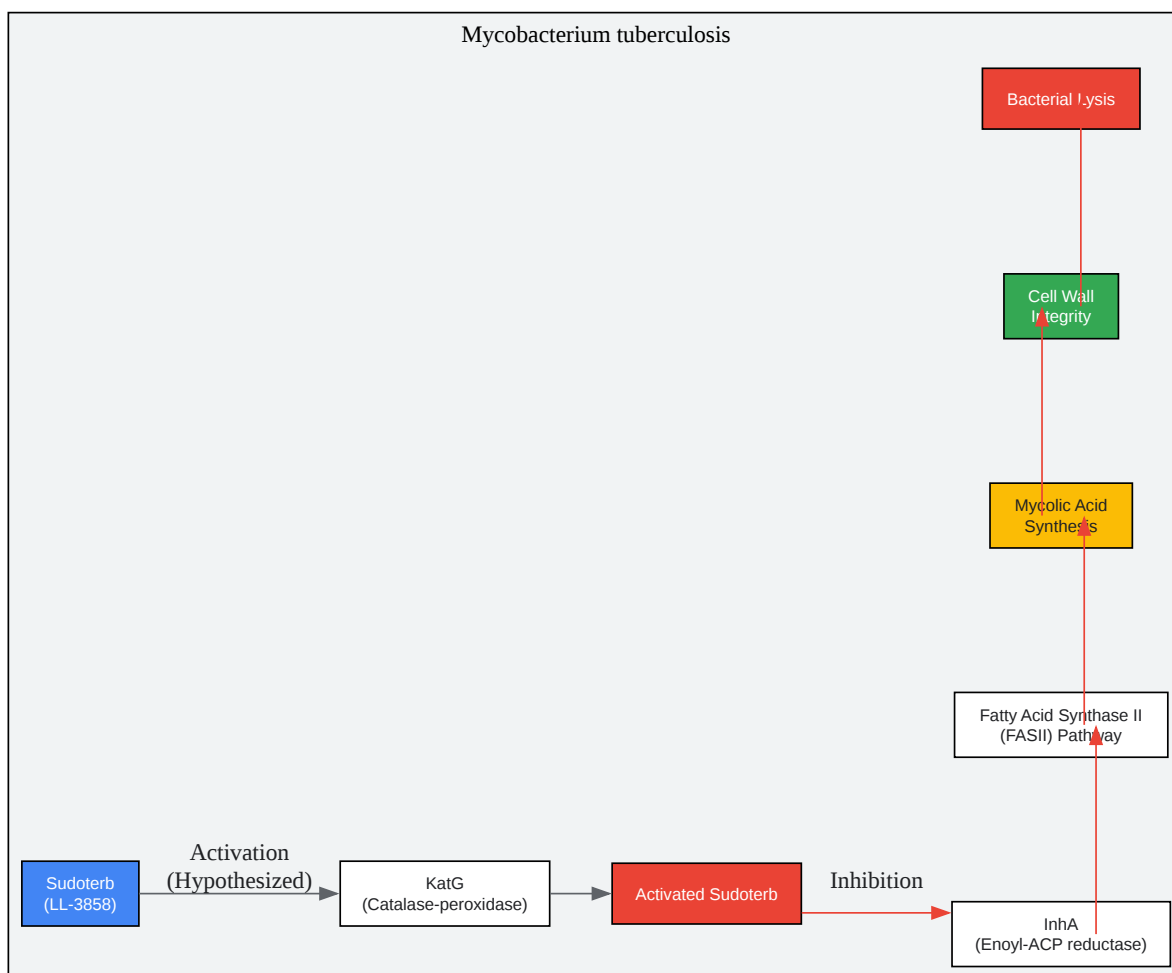 Mycobacterium tuberculosis
Bacterial Lysis
Cell Wall
Integrity
Mycolic Acid
Synthesis
Fatty Acid Synthase II
(FASII) Pathway
Activation
(Hypothesized)
Sudoterb
(LL-3858)
KatG
(Catalase-peroxidase)
Activated Sudoterb
Inhibition
InhA
(Enoyl-ACP reductase)